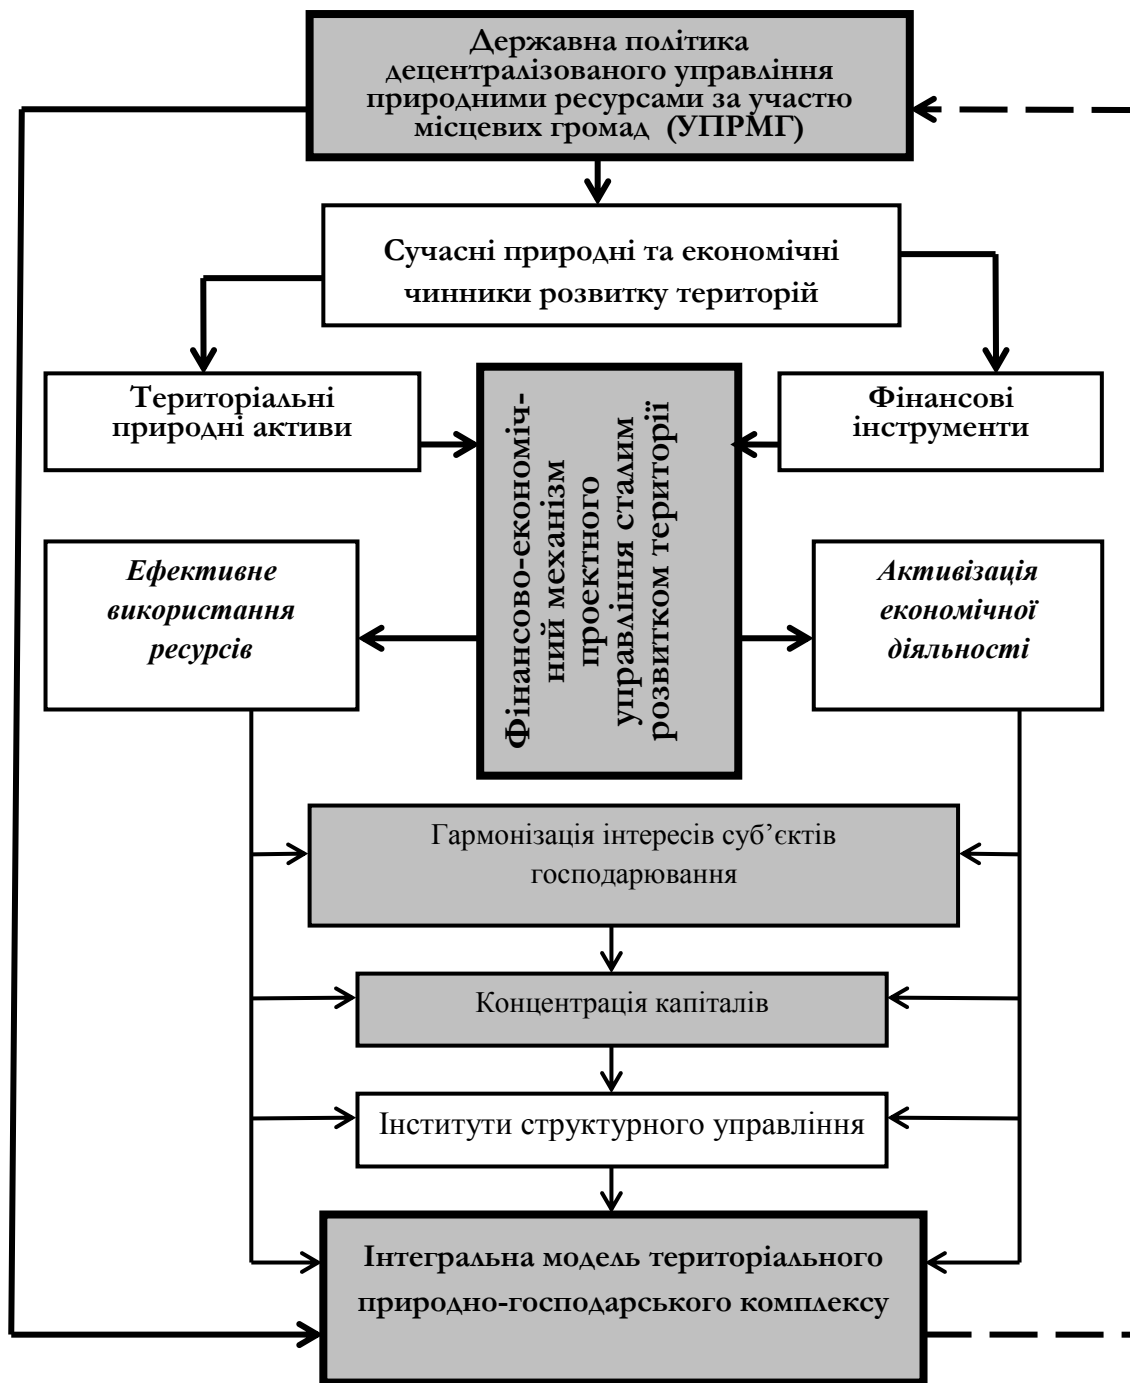 Державна політика
децентралізованого управління
природними ресурсами за участю
місцевих громад (УПРМГ)
Сучасні природні та економічні
чинники розвитку територій
Територіальні
природні активи
Фінансово-економіч-
ний механізм
проектного
управління сталим
розвитком території
Фінансові
інструменти
Ефективне
використання
ресурсів
Активізація
економічної
діяльності
Гармонізація інтересів суб’єктів
господарювання
Концентрація капіталів
Інститути структурного управління
Інтегральна модель територіального
природно-господарського комплексу